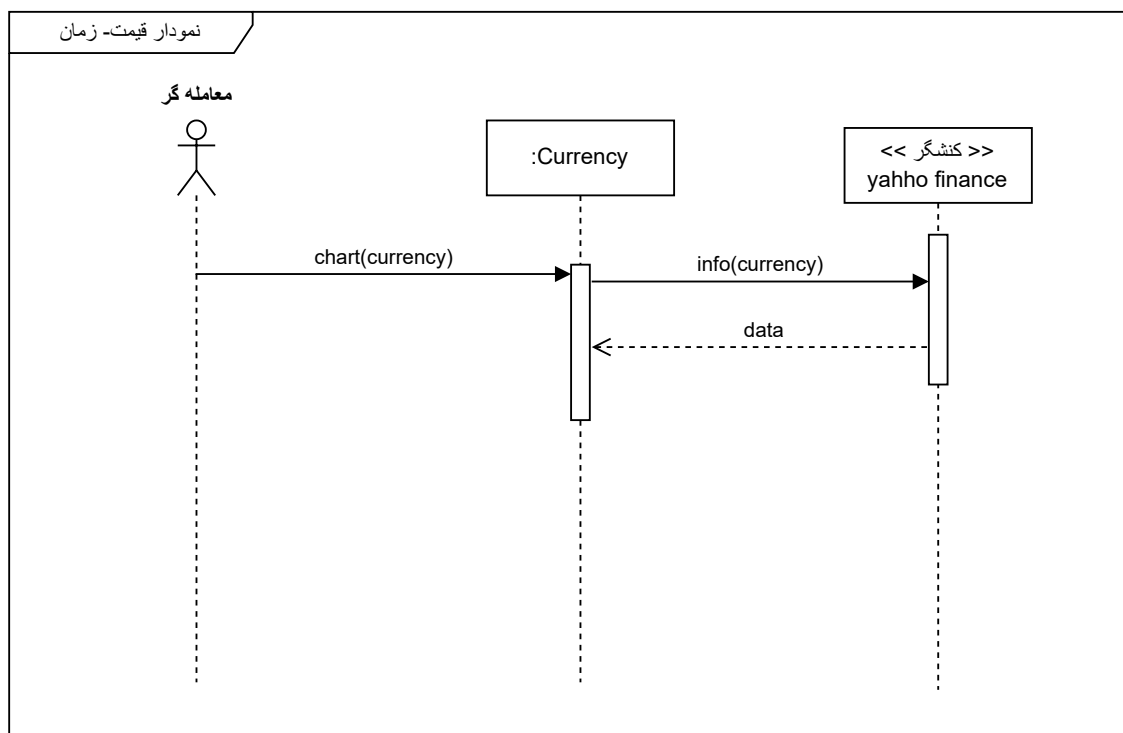 نمودار قیمت- زمان
معامله گر
:Currency
<< کنشگر >>
yahho finance
chart(currency)
info(currency)
data